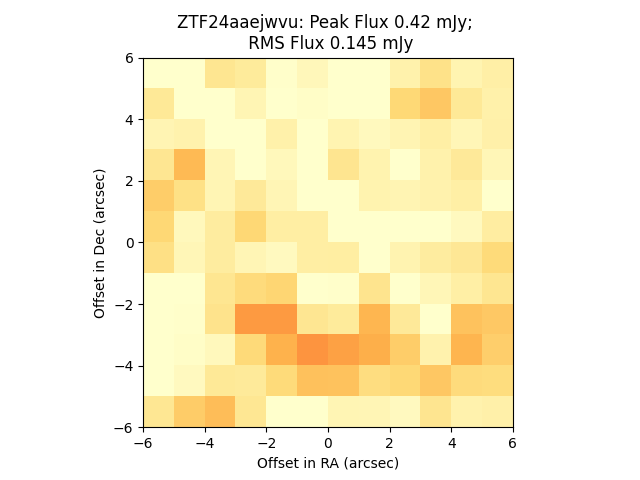 ZTF24aaejwvu: Peak Flux 0.42 mJy;
RMS Flux 0.145 mJy
6
4
2
0
−2
−4
−6
Offset in Dec (arcsec)
−6 −4 −2 0 2 4 6
Offset in RA (arcsec)